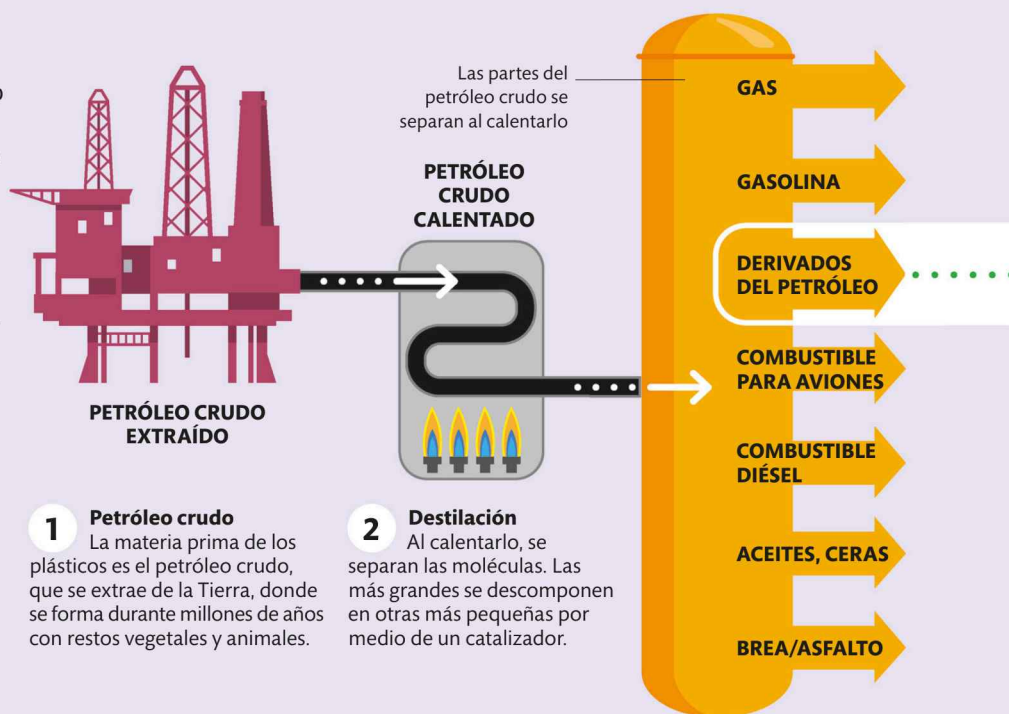 Las partes del
petróleo crudo se
separan al calentarlo
PETRÓLEO
CRUDO
CALENTADO
PETRÓLEO CRUDO
EXTRAÍDO
1 Petróleo crudo
La materia prima de los
plásticos es el petróleo crudo,
que se extrae de la Tierra, donde
se forma durante millones de años
con restos vegetales y animales.
2 Destilación
Al calentarlo, se
separan las moléculas. Las
más grandes se descomponen
en otras más pequeñas por
medio de un catalizador.
GAS
GASOLINA
DERIVADOS
DEL PETRÓLEO
COMBUSTIBLE
PARA AVIONES
COMBUSTIBLE
DIÉSEL
ACEITES, CERAS
BREA/ASFALTO